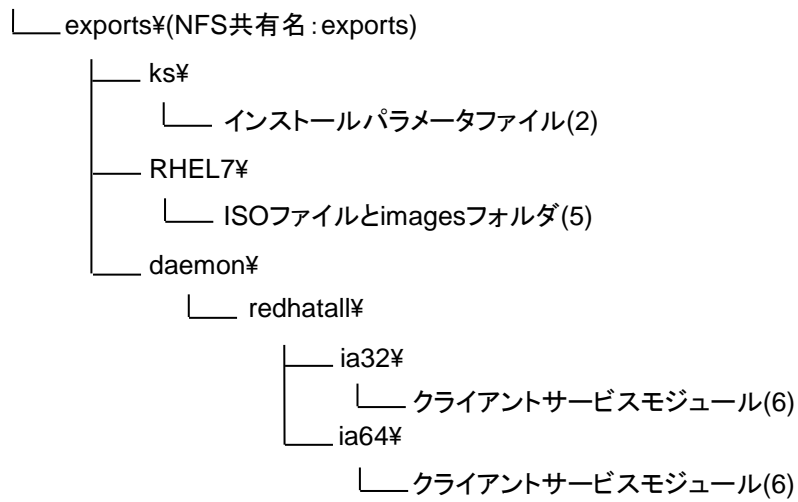 exports¥(NFS共有名:exports)
ks¥
インストールパラメータファイル(2)
RHEL7¥
ISOファイルとimagesフォルダ(5)
daemon¥
redhatall¥
ia32¥
クライアントサービスモジュール(6)
ia64¥
クライアントサービスモジュール(6)